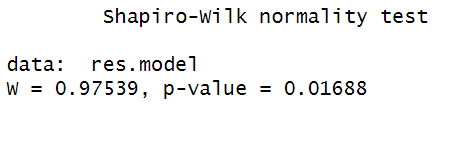 Shapiro-Wilk normality test
data:  res.model
W = 0.97539, p-value = 0.01688